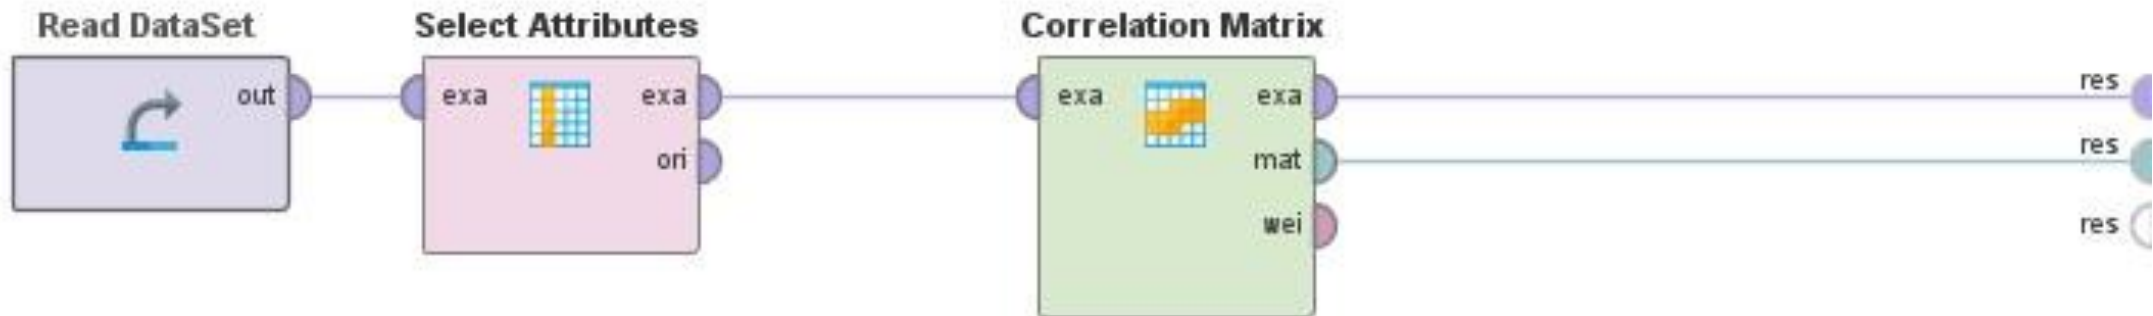 Read DataSet
Select Attributes
Correlation Matrix
out
exa
exa
ori
exa
exa
mat
wei
res
res
res